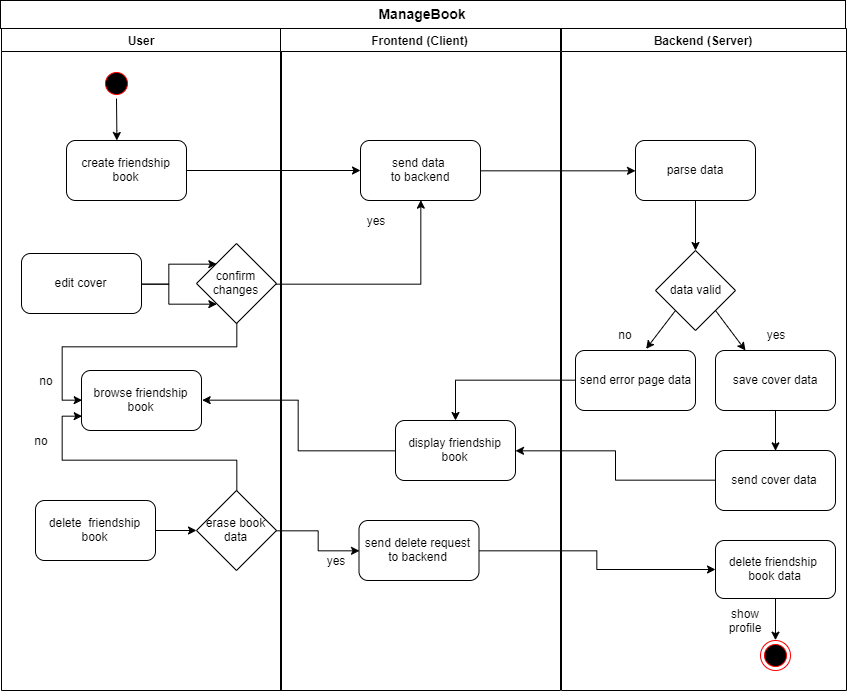 ManageBook
User
Frontend (Client)
Backend (Server)
create friendship
book
send data
to backend
parse data
yes
edit cover
confirm
changes
data valid
no
yes
no
browse friendship
book
send error page data
save cover data
no
display friendship
book
send cover data
delete  friendship
book
erase book
data
yes
send delete request
to backend
delete friendship
book data
show
profile